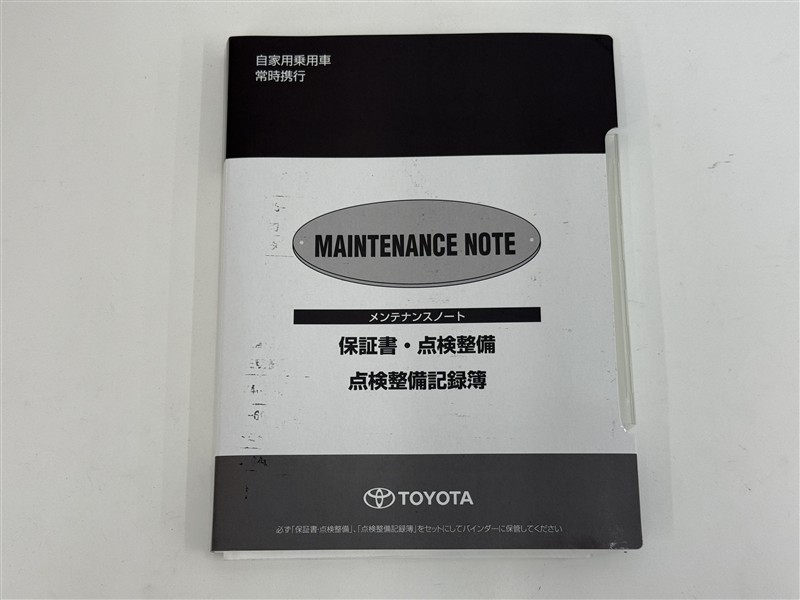 自家用乗用車
常時携行
MAINTENANCE NOTE
メンテナンスノート
保証書・点検整備
点検整備記録簿
TOYOTA
必ず「保証書・点検整備」、「点検整備記録簿」をセットにしてバインダーに保管してください